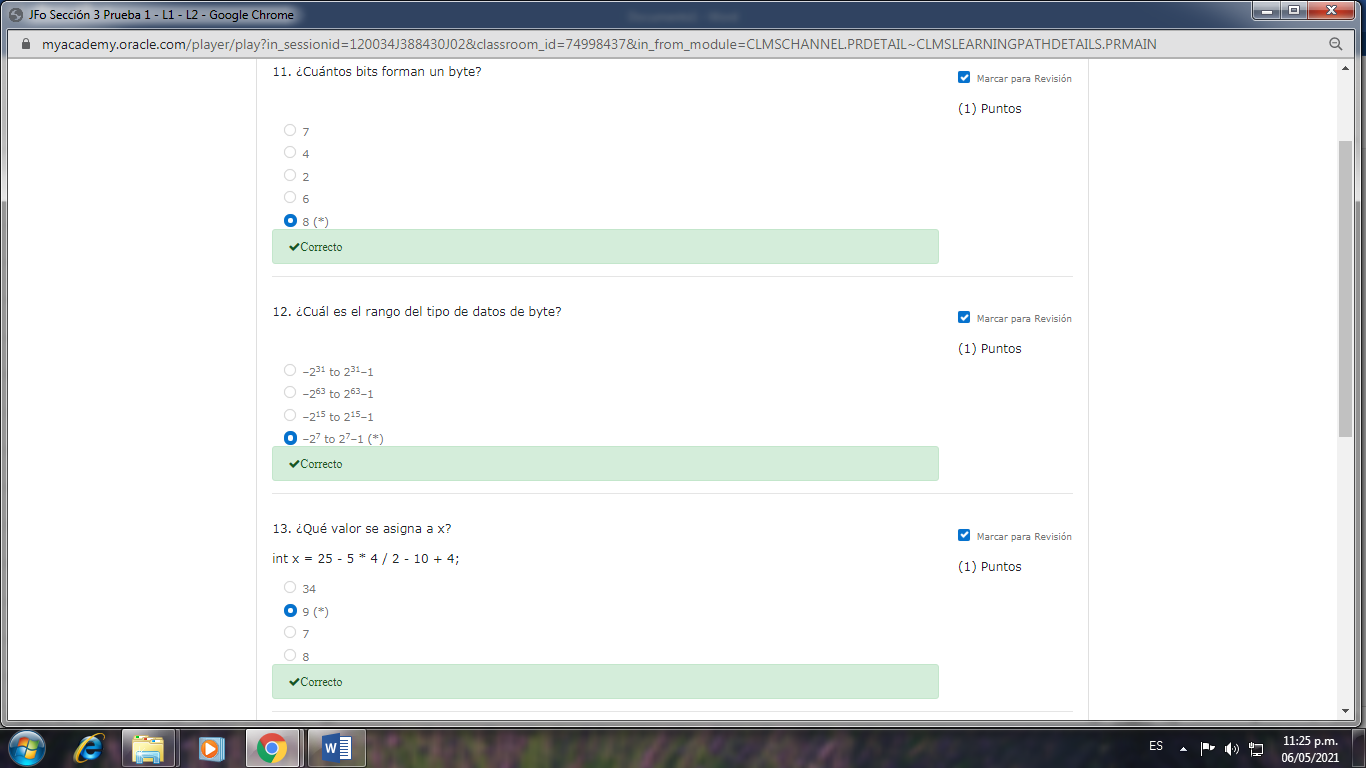 JFo Sección 3 Prueba 1 - L1 - L2 - Google Chrome
myacademy.oracle.com/player/play?in_sessionid=120034J388430J02&classroom_id=74998437&in_from_module=CLMSCHANNEL.PRDETAIL~CLMSLEARNINGPATHDETAILS.PRMAIN
11. ¿Cuántos bits forman un byte?
Marcar para Revisión
(1) Puntos
7
4
2
6
8 (*)
Correcto
12. ¿Cuál es el rango del tipo de datos de byte?
Marcar para Revisión
(1) Puntos
–2³¹ to 2³¹–1
–2⁶³ to 2⁶³–1
–2¹⁵ to 2¹⁵–1
–2⁷ to 2⁷–1 (*)
Correcto
13. ¿Qué valor se asigna a x?
Marcar para Revisión
int x = 25 - 5 * 4 / 2 - 10 + 4;
(1) Puntos
34
9 (*)
7
8
Correcto
ES
11:25 p.m.
06/05/2021